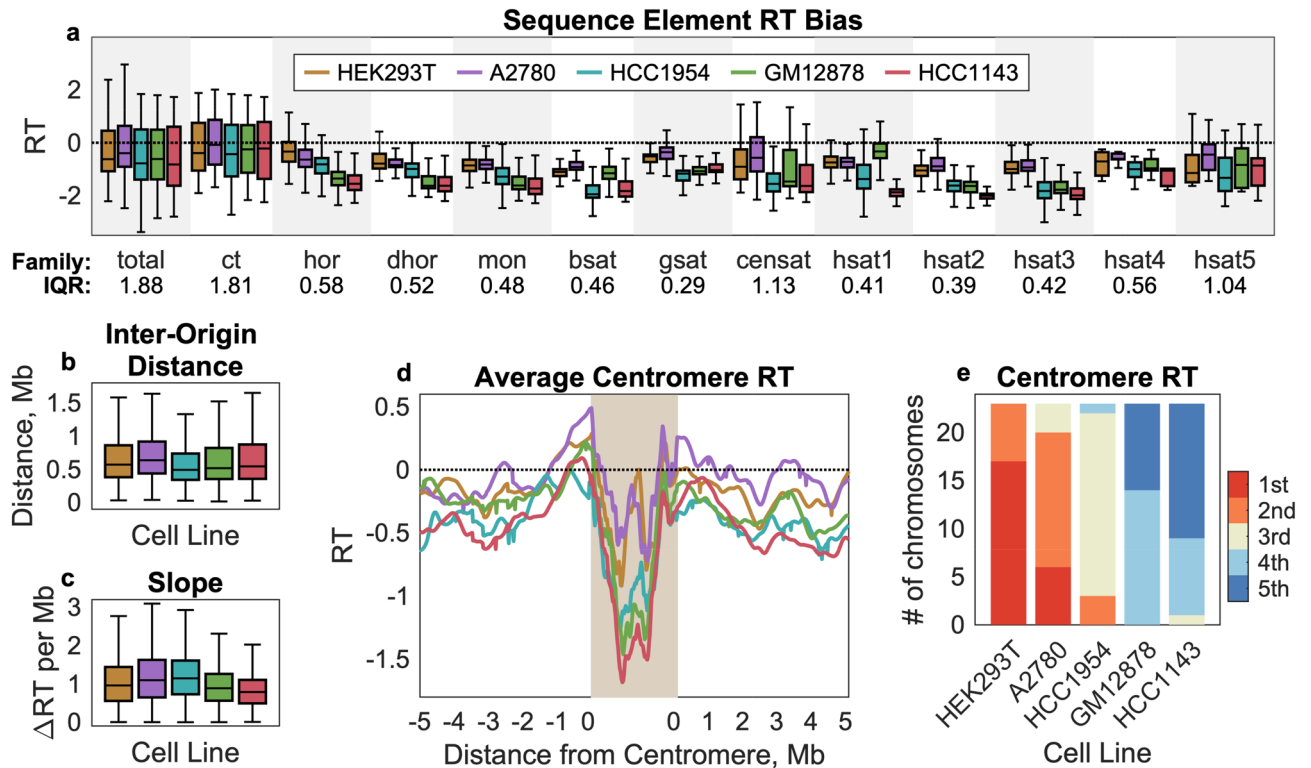 Sequence Element RT Bias
a
HEK293T A2780 HCC1954 GM12878 HCC1143
RT
2
0
-2
Family: total ct hor dhor mon bsat gsat censat hsat1 hsat2 hsat3 hsat4 hsat5
IQR: 1.88 1.81 0.58 0.52 0.48 0.46 0.29 1.13 0.41 0.39 0.42 0.56 1.04
b
Inter-Origin
Distance
Distance, Mb
1.5
1
0.5
0
Cell Line
c
Slope
ΔRT per Mb
3
2
1
0
Cell Line
d
Average Centromere RT
RT
0.5
0
-0.5
-1
-1.5
-5 -4 -3 -2 -1 0 0 1 2 3 4 5
Distance from Centromere, Mb
e
Centromere RT
# of chromosomes
20
15
10
5
0
HEK293T
A2780
HCC1954
GM12878
HCC1143
Cell Line
1st
2nd
3rd
4th
5th